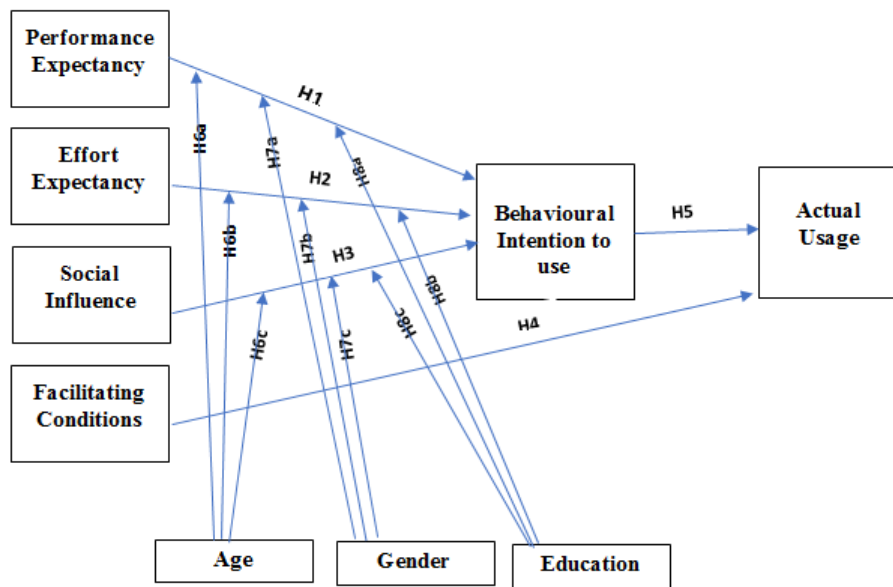 Performance
Expectancy
H1
H6a
H7a
H8a
Effort
Expectancy
H2
H6b
H7b
H8b
Behavioural
Intention to
use
H5
Actual
Usage
Social
Influence
H3
H6c
H7c
H8c
H4
Facilitating
Conditions
Age
Gender
Education